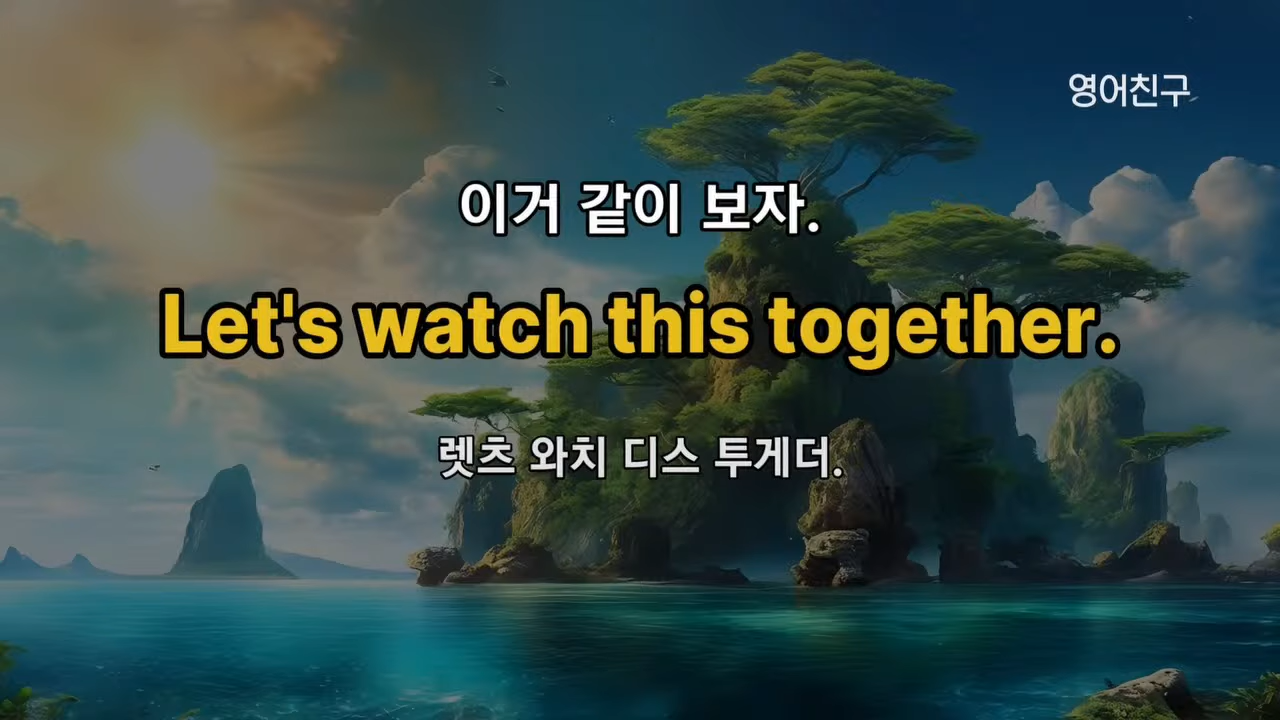 영어친구
이거 같이 보자.
Let's watch this together.
렛츠 와치 디스 투게더.